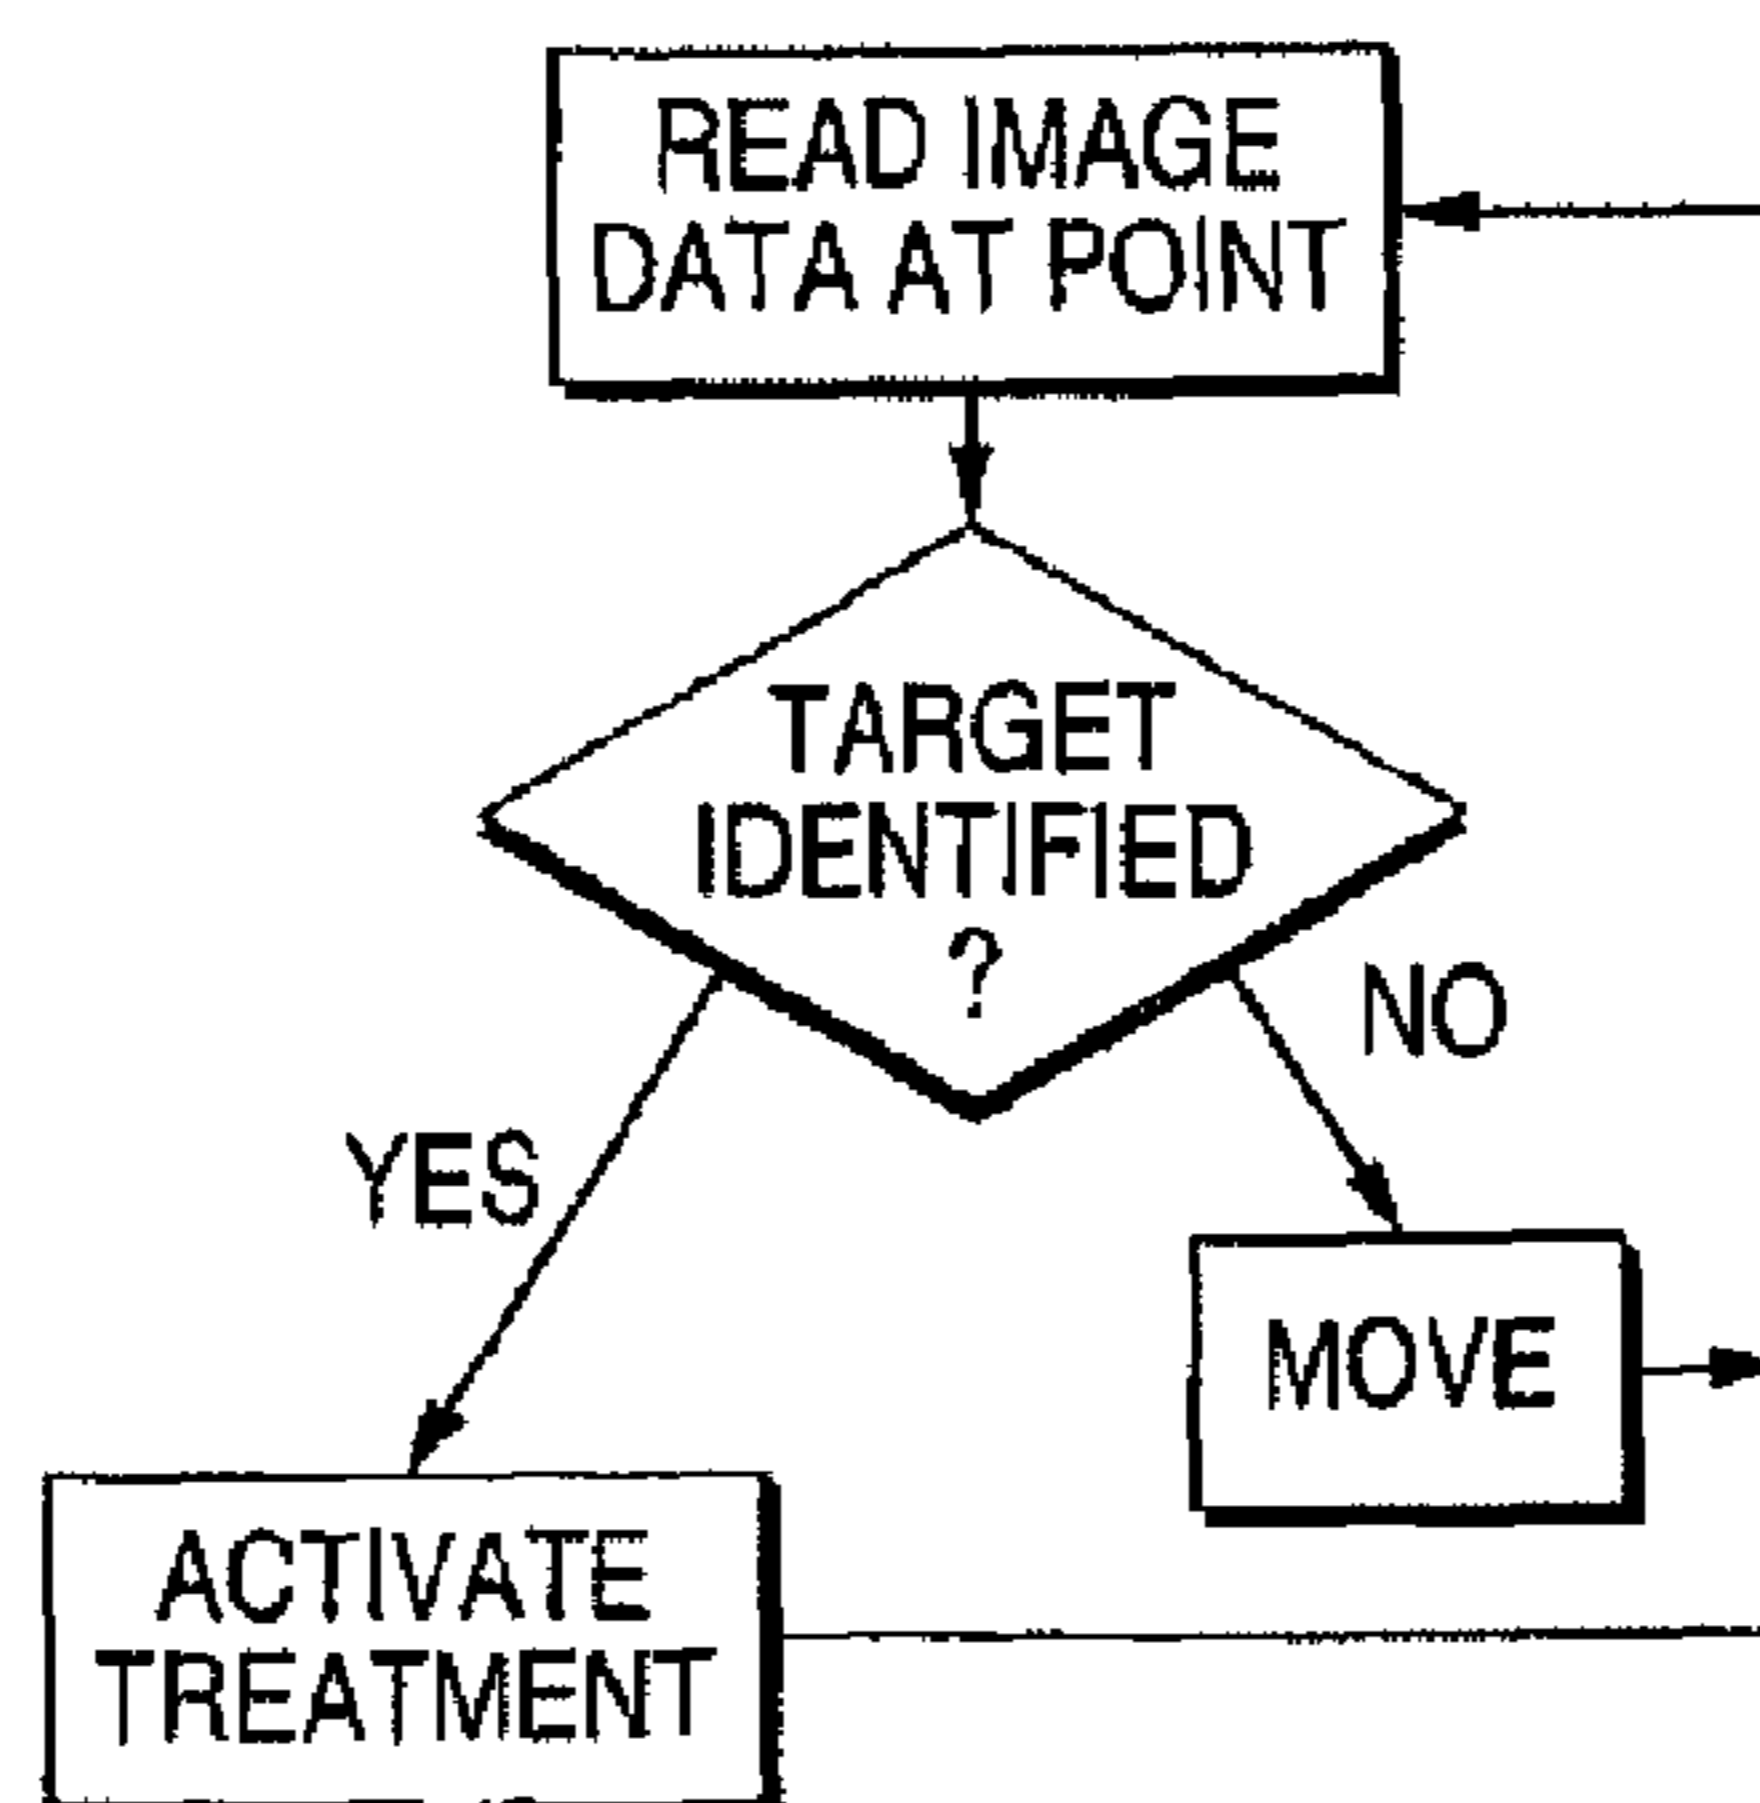 READ IMAGE
DATA AT POINT
TARGET
IDENTIFIED
?
NO
YES
MOVE
ACTIVATE
TREATMENT